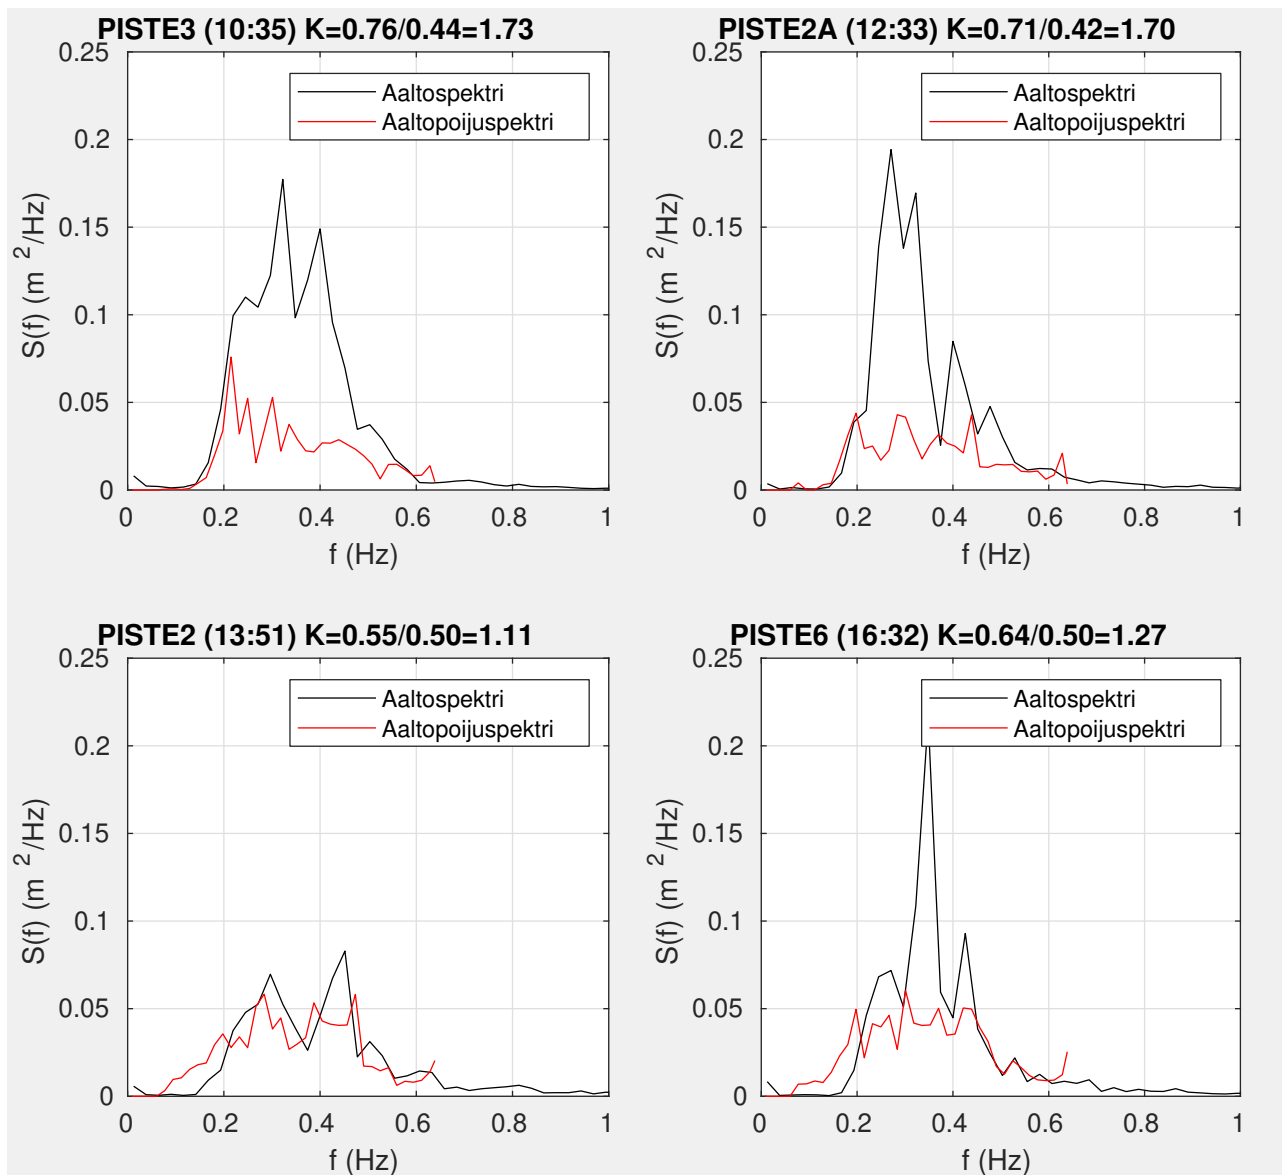 PISTE3 (10:35) K=0.76/0.44=1.73
0.25
0.2
0.15
0.1
0.05
0
S(f) (m ²/Hz)
Aaltospektri
Aaltopoijuspektri
0 0.2 0.4 0.6 0.8 1
f (Hz)
PISTE2A (12:33) K=0.71/0.42=1.70
0.25
0.2
0.15
0.1
0.05
0
S(f) (m ²/Hz)
Aaltospektri
Aaltopoijuspektri
0 0.2 0.4 0.6 0.8 1
f (Hz)
PISTE2 (13:51) K=0.55/0.50=1.11
0.25
0.2
0.15
0.1
0.05
0
S(f) (m ²/Hz)
Aaltospektri
Aaltopoijuspektri
0 0.2 0.4 0.6 0.8 1
f (Hz)
PISTE6 (16:32) K=0.64/0.50=1.27
0.25
0.2
0.15
0.1
0.05
0
S(f) (m ²/Hz)
Aaltospektri
Aaltopoijuspektri
0 0.2 0.4 0.6 0.8 1
f (Hz)